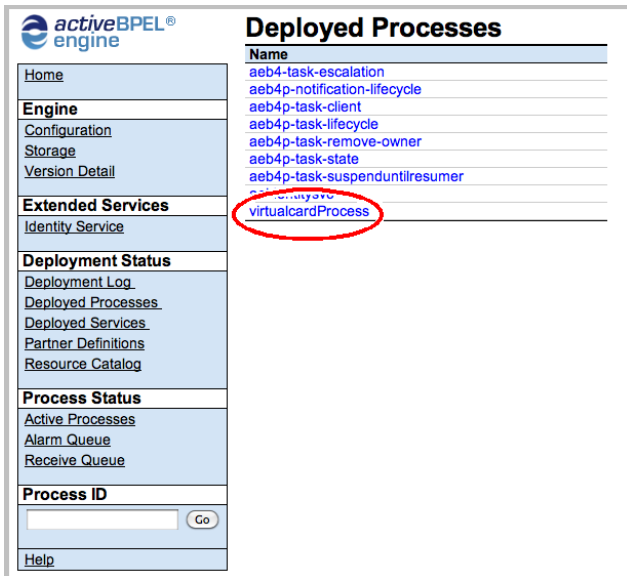 activeBPEL®
engine
Home
Engine
Configuration
Storage
Version Detail
Extended Services
Identity Service
Deployment Status
Deployment Log
Deployed Processes
Deployed Services
Partner Definitions
Resource Catalog
Process Status
Active Processes
Alarm Queue
Receive Queue
Process ID
Go
Help
Deployed Processes
Name
aeb4-task-escalation
aeb4p-notification-lifecycle
aeb4p-task-client
aeb4p-task-lifecycle
aeb4p-task-remove-owner
aeb4p-task-state
aeb4p-task-suspenduntilresumer
virtualcardProcess